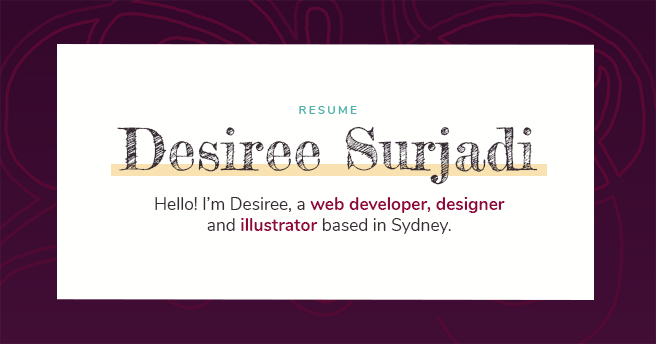 RESUME
Desiree Surjadi
Hello! I'm Desiree, a web developer, designer
and illustrator based in Sydney.